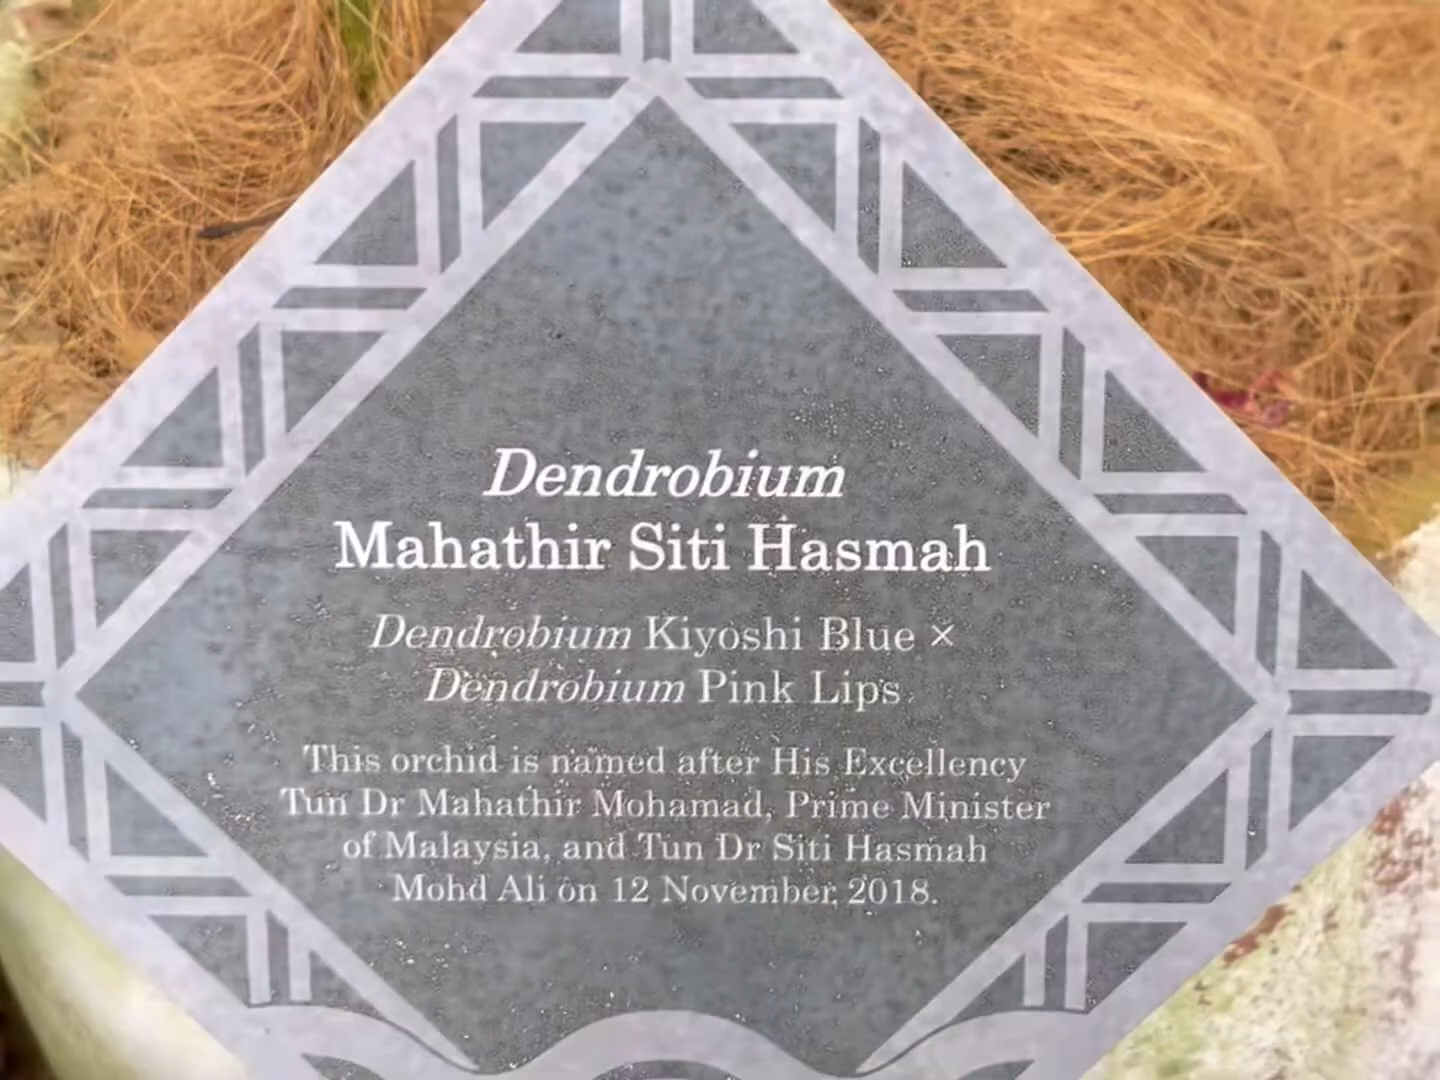 Dendrobium
Mahathir Siti Hasmah
Dendrobium Kiyoshi Blue ×
Dendrobium Pink Lips
This orchid is named after His Excellency
Tun Dr Mahathir Mohamad, Prime Minister
of Malaysia, and Tun Dr Siti Hasmah
Mohd Ali on 12 November, 2018.